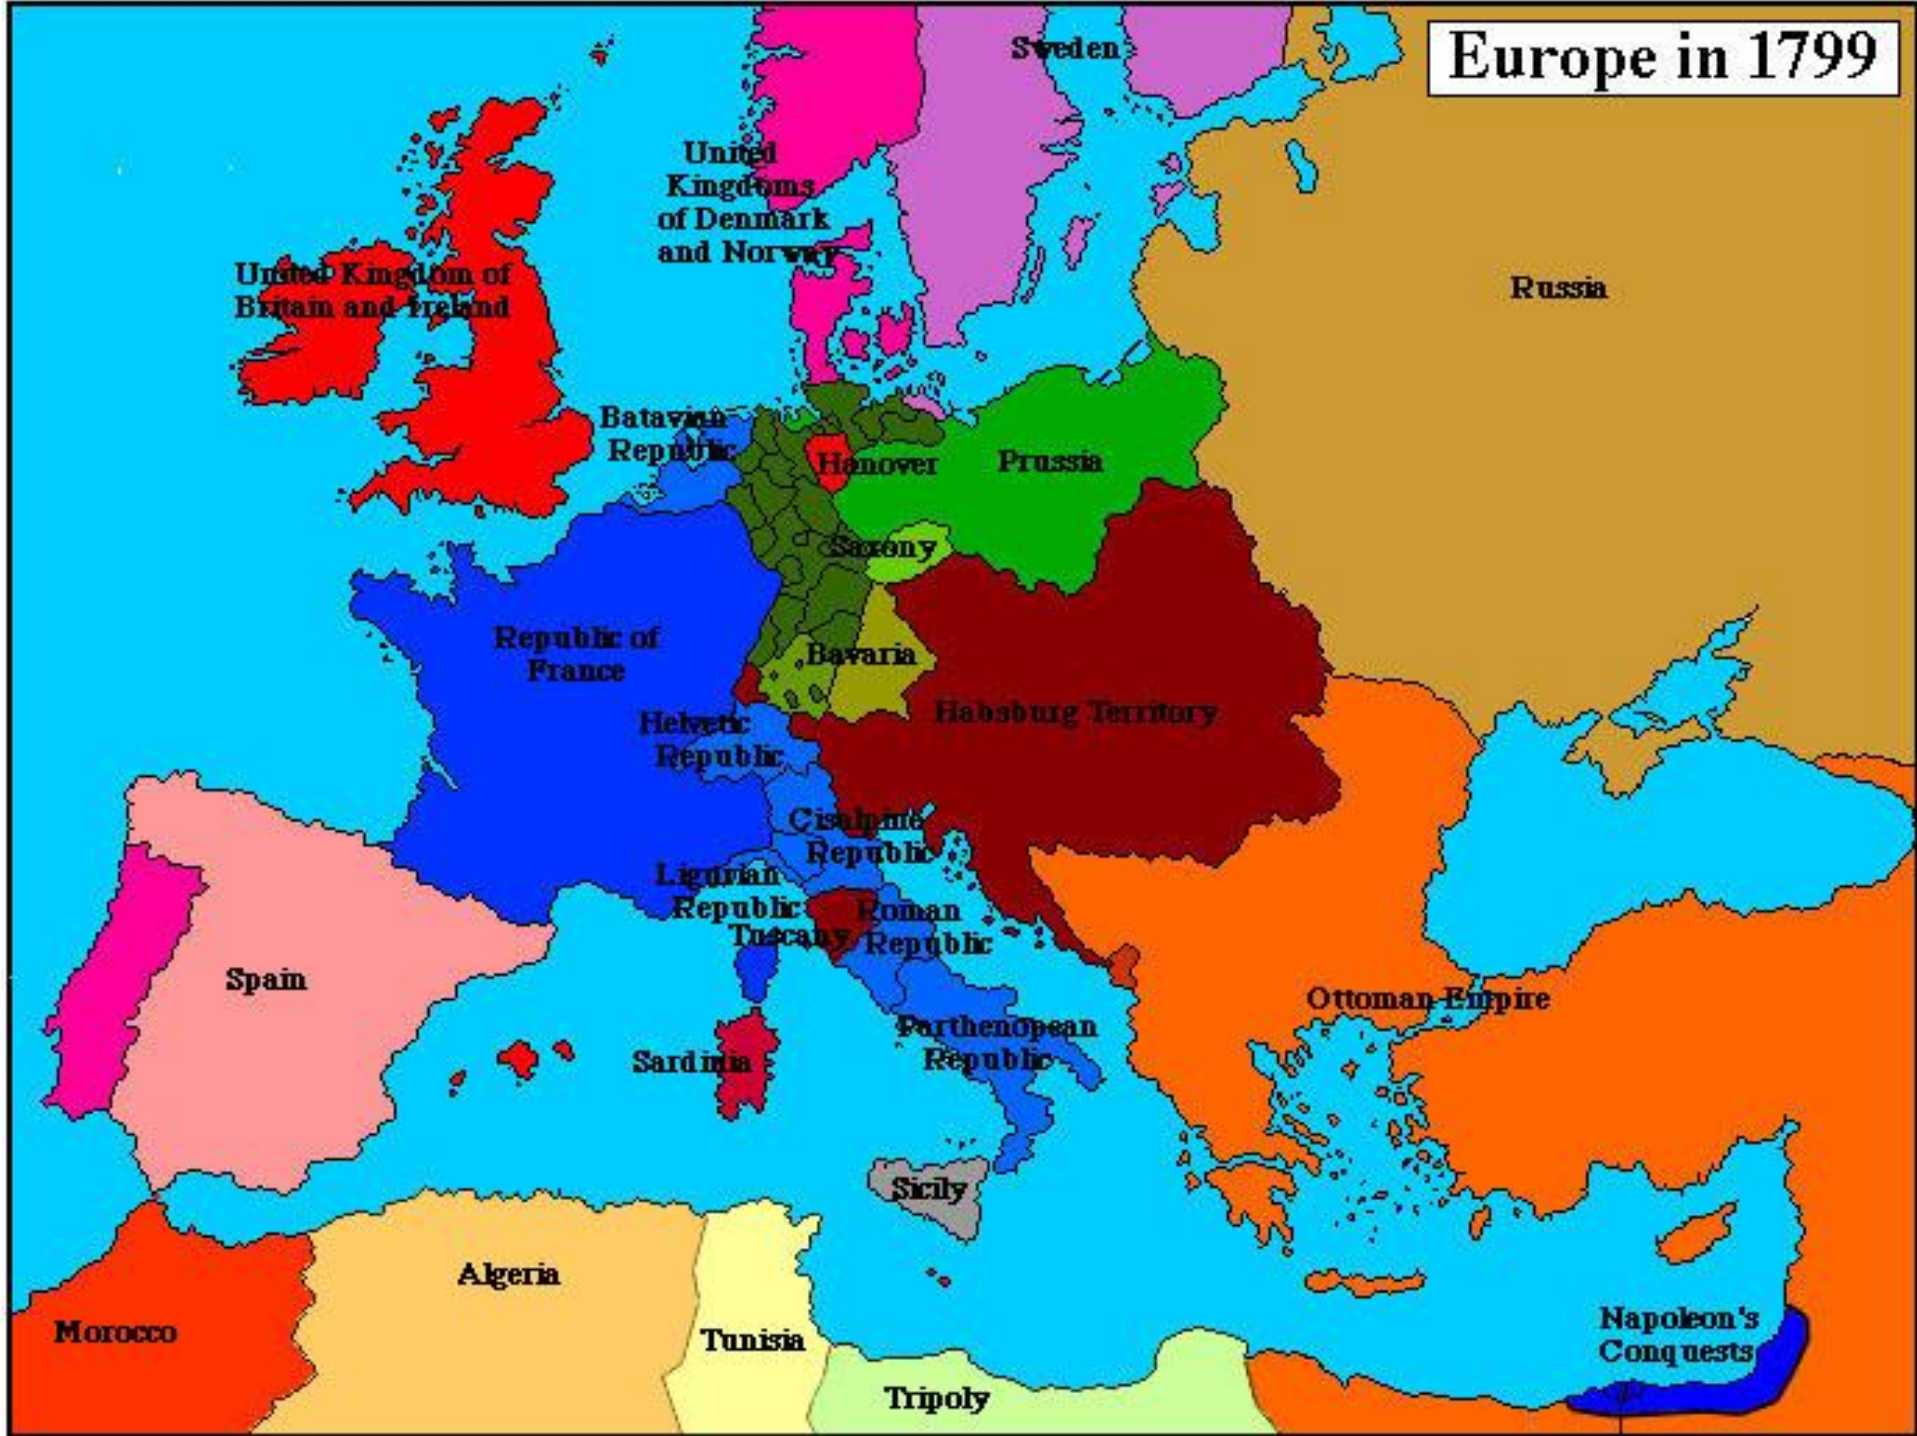 Europe in 1799
Sweden
United
Kingdoms
of Denmark
and Norway
United Kingdom of
Britain and Ireland
Russia
Batavian
Republic
Hanover
Prussia
Saxony
Republic of
France
Bavaria
Habsburg Territory
Helvetic
Republic
Cisalpine
Republic
Ligurian
Republic
Tuscany
Roman
Republic
Spain
Ottoman Empire
Parthenopean
Republic
Sardinia
Sicily
Algeria
Morocco
Tunisia
Tripoly
Napoleon's
Conquests